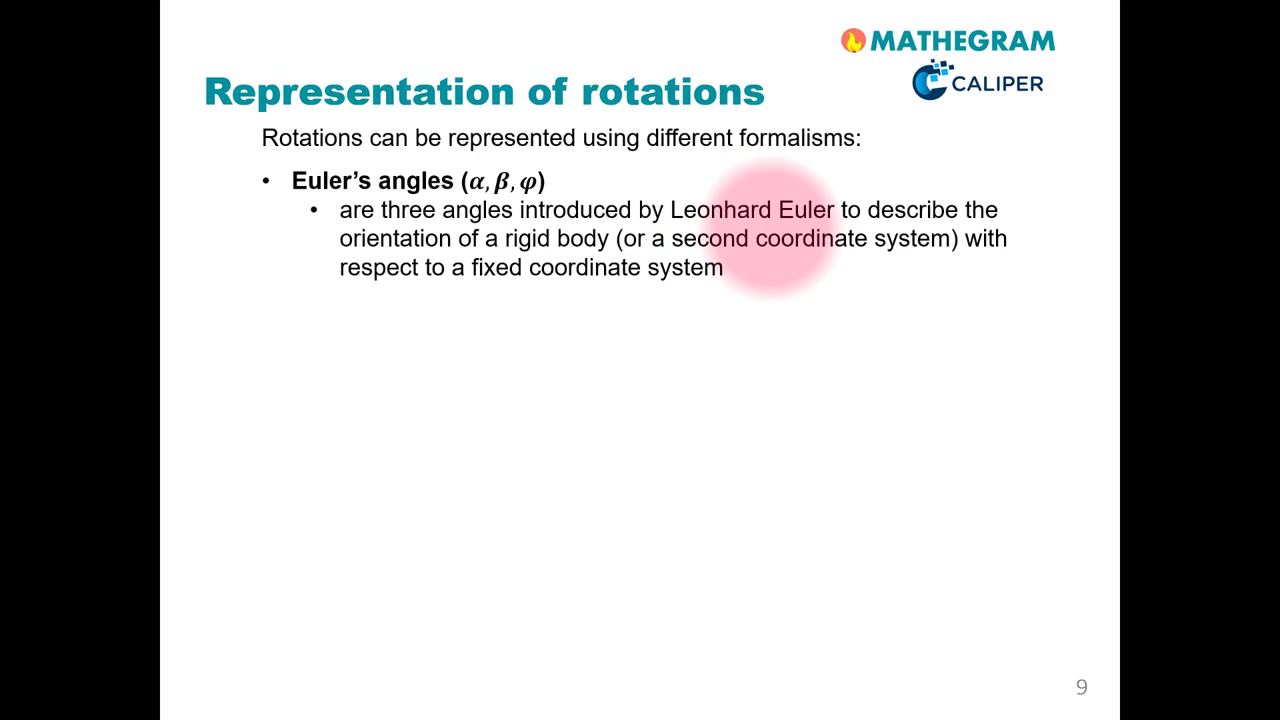 MATHEGRAM
CALIPER
Representation of rotations
Rotations can be represented using different formalisms:
• Euler’s angles (α, β, φ)
• are three angles introduced by Leonhard Euler to describe the
orientation of a rigid body (or a second coordinate system) with
respect to a fixed coordinate system
9